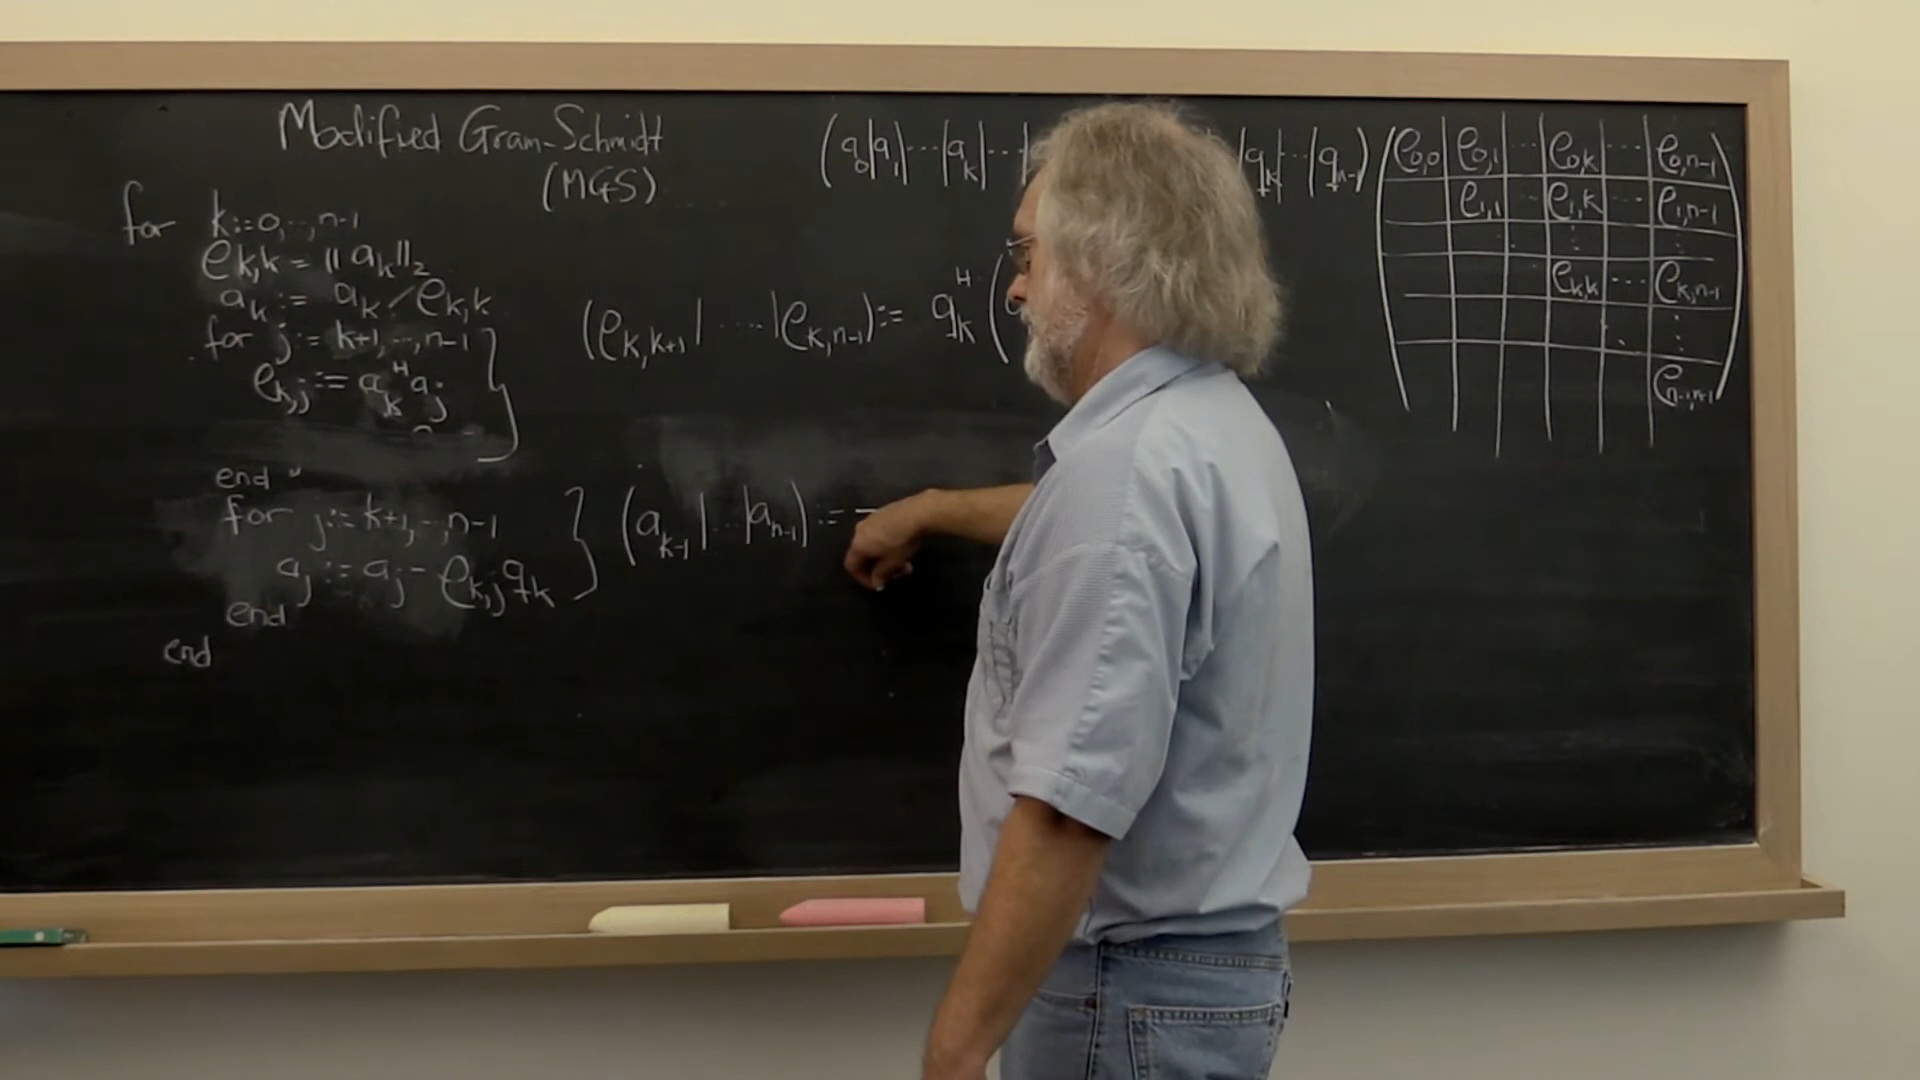 Modified Gram-Schmidt
(MGS)
for k:=0,...,n-1
ρk,k = ||ak||2
ak := ak / ρk,k
for j := k+1,...,n-1
ρk,j := akᴴ aj
end
for j := k+1,...,n-1
aj := aj - ρk,j qk
end
end
(ρk,k+1 | .... | ρk,n-1) := qkᴴ (
(ak-1 | ... | an-1) :=
(q0 | a1 | ... | ak | ...
| qk | ... | qn-1)
ρ0,0 ρ0,1 ... ρ0,k ... ρ0,n-1
ρ1,1 ... ρ1,k ... ρ1,n-1
ρk,k ... ρk,n-1
ρn-1,n-1